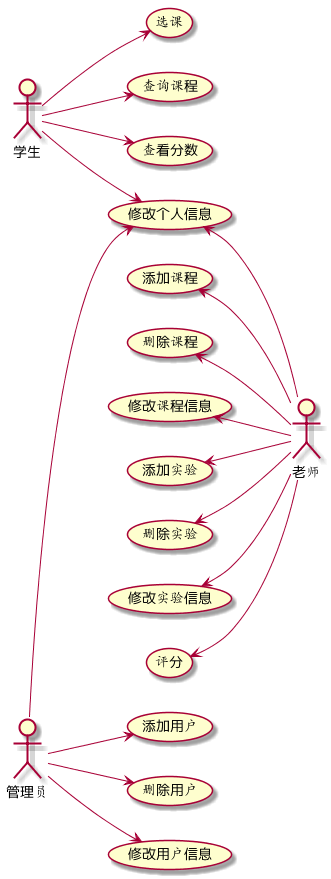 选课
查询课程
学生
查看分数
修改个人信息
添加课程
删除课程
修改课程信息
老师
添加实验
删除实验
修改实验信息
评分
添加用户
管理员
删除用户
修改用户信息